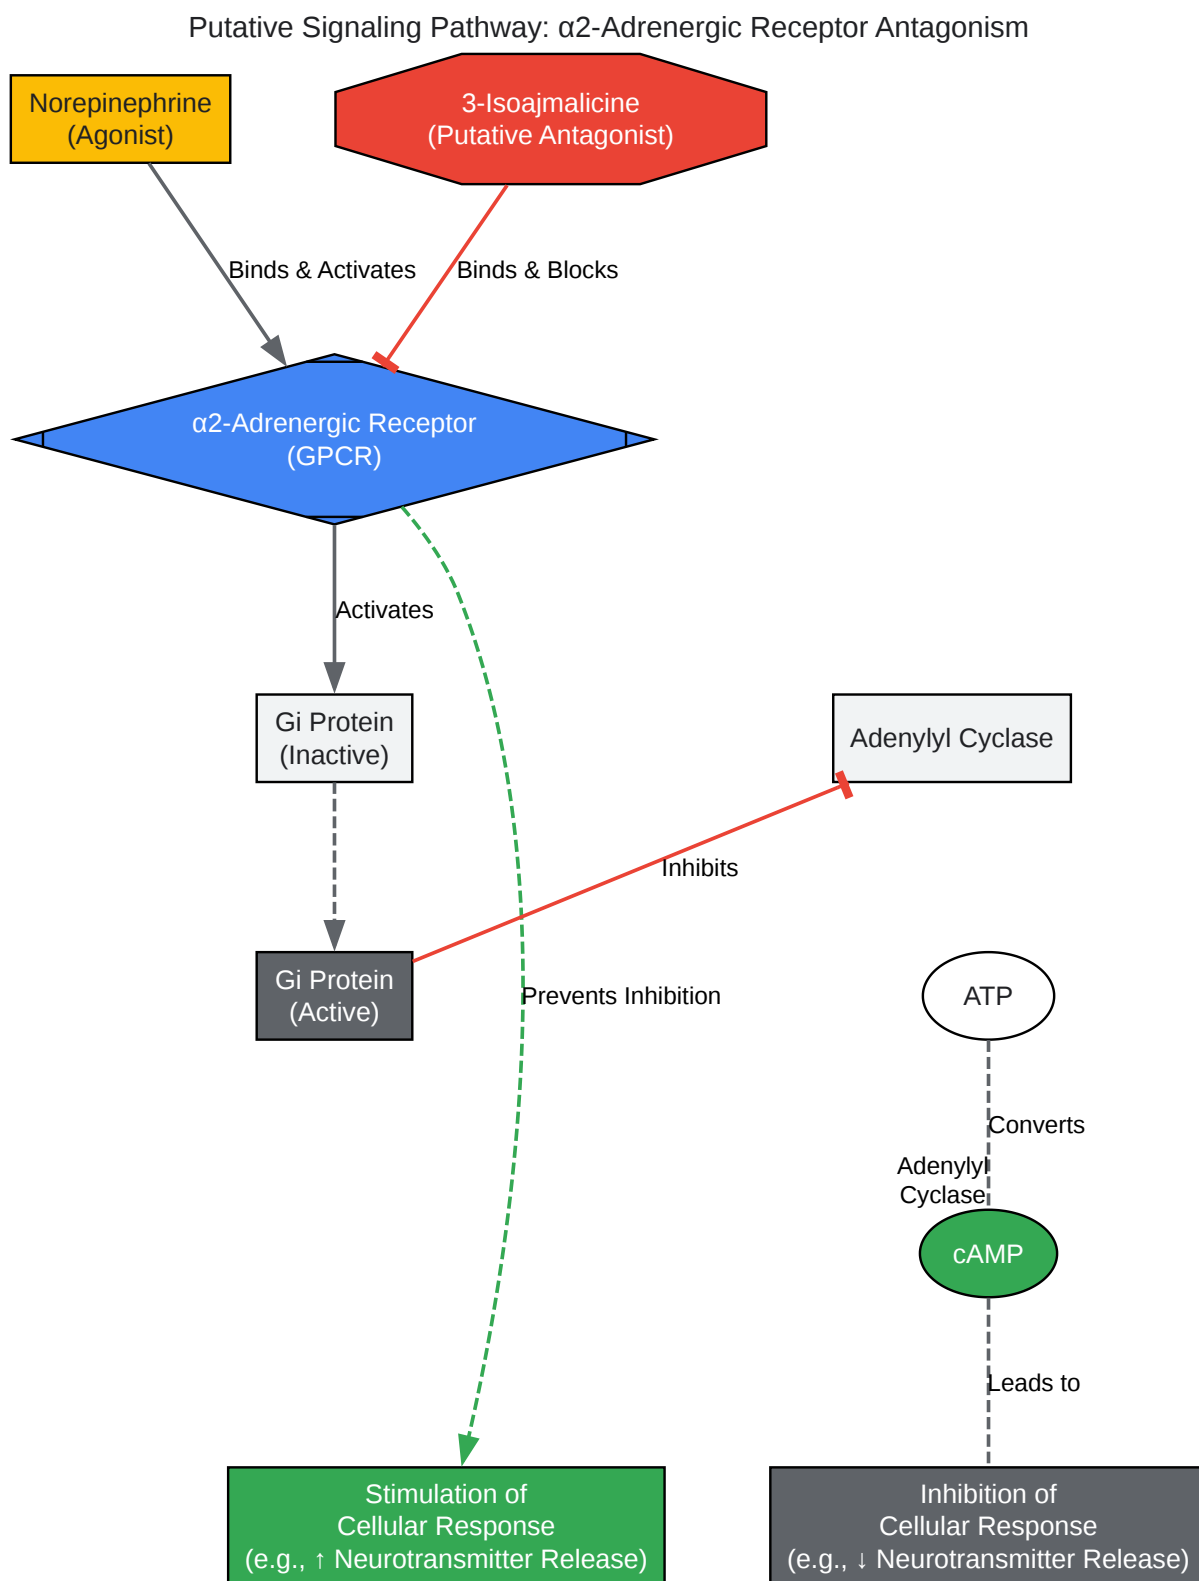 Putative Signaling Pathway: α2-Adrenergic Receptor Antagonism
Norepinephrine
(Agonist)
3-Isoajmalicine
(Putative Antagonist)
Binds & Activates
Binds & Blocks
α2-Adrenergic Receptor
(GPCR)
Activates
Gi Protein
(Inactive)
Adenylyl Cyclase
Inhibits
Gi Protein
(Active)
Prevents Inhibition
ATP
Converts
Adenylyl
Cyclase
cAMP
Leads to
Stimulation of
Cellular Response
(e.g., ↑ Neurotransmitter Release)
Inhibition of
Cellular Response
(e.g., ↓ Neurotransmitter Release)